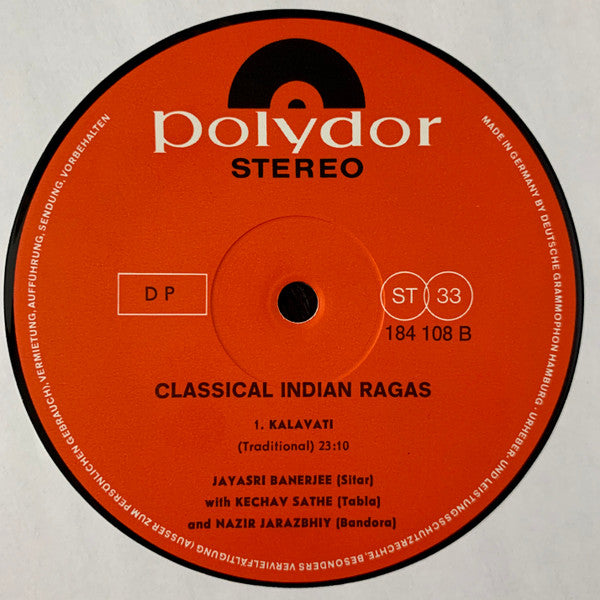 polydor
STEREO
DP
ST 33
184 108 B
CLASSICAL INDIAN RAGAS
1. KALAVATI
(Traditional) 23:10
JAYASRI BANERJEE (Sitar)
with KECHAV SATHE (Tabla)
and NAZIR JARAZBHIY (Bandora)
MADE IN GERMANY BY DEUTSCHE GRAMMOPHON HAMBURG · URHEBER- UND LEISTUNGSSCHUTZRECHTE, BESONDERS VERVIELFÄLTIGUNG (AUSSER ZUM PERSÖNLICHEN GEBRAUCH), VERMIETUNG, AUFFÜHRUNG, SENDUNG, VORBEHALTEN